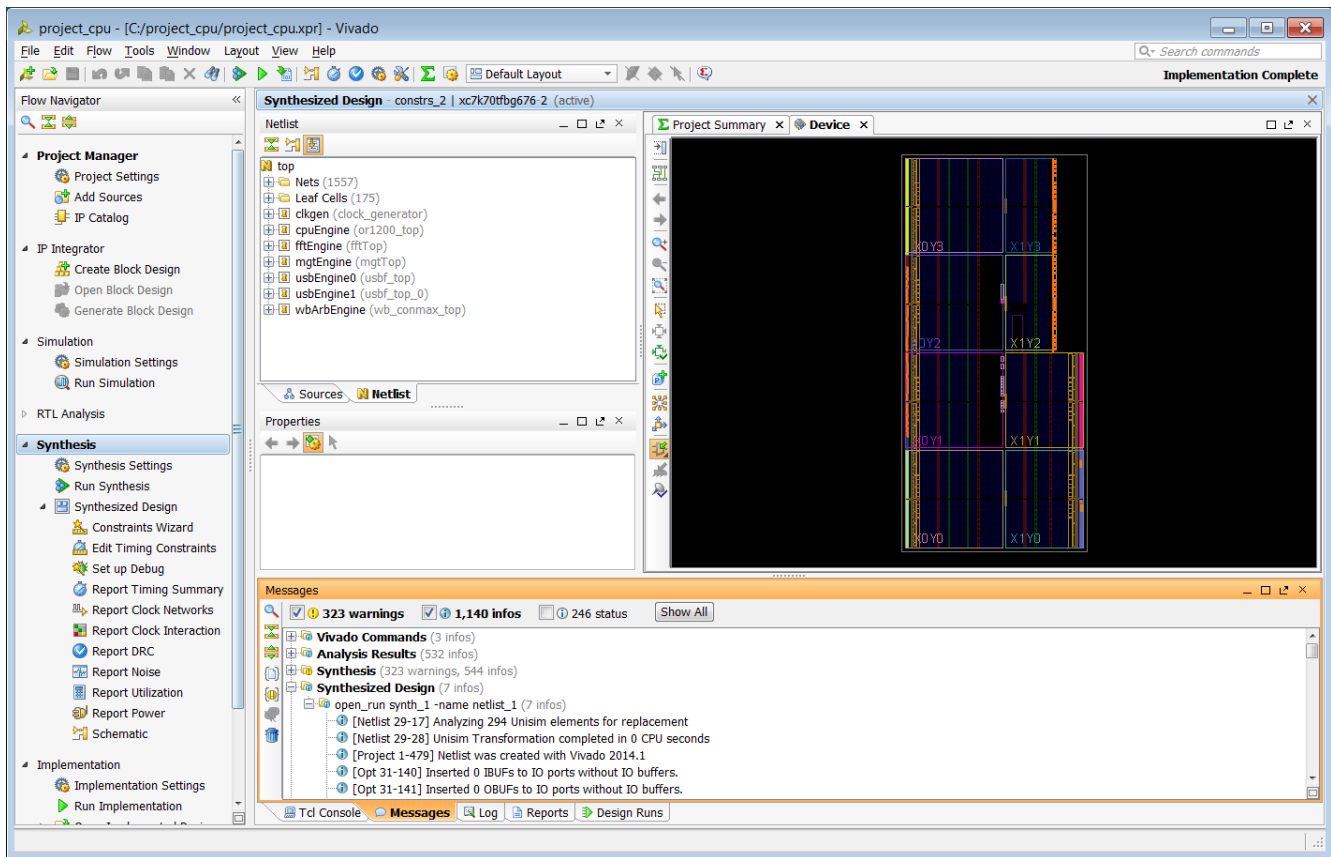 project_cpu - [C:/project_cpu/project_cpu.xpr] - Vivado
File Edit Flow Tools Window Layout View Help
Search commands
Default Layout
Implementation Complete
Flow Navigator
Project Manager
Project Settings
Add Sources
IP Catalog
IP Integrator
Create Block Design
Open Block Design
Generate Block Design
Simulation
Simulation Settings
Run Simulation
RTL Analysis
Synthesis
Synthesis Settings
Run Synthesis
Synthesized Design
Constraints Wizard
Edit Timing Constraints
Set up Debug
Report Timing Summary
Report Clock Networks
Report Clock Interaction
Report DRC
Report Noise
Report Utilization
Report Power
Schematic
Implementation
Implementation Settings
Run Implementation
Synthesized Design - constrs_2 | xc7k70tfbg676-2 (active)
Netlist
top
Nets (1557)
Leaf Cells (175)
clkgen (clock_generator)
cpuEngine (or1200_top)
fftEngine (fftTop)
mgtEngine (mgtTop)
usbEngine0 (usbf_top)
usbEngine1 (usbf_top_0)
wbArbEngine (wb_conmax_top)
Sources Netlist
Properties
Project Summary Device
X0Y3 X1Y3
X0Y2 X1Y2
X0Y1 X1Y1
X0Y0 X1Y0
Messages
323 warnings 1,140 infos 246 status Show All
Vivado Commands (3 infos)
Analysis Results (532 infos)
Synthesis (323 warnings, 544 infos)
Synthesized Design (7 infos)
open_run synth_1 -name netlist_1 (7 infos)
[Netlist 29-17] Analyzing 294 Unisim elements for replacement
[Netlist 29-28] Unisim Transformation completed in 0 CPU seconds
[Project 1-479] Netlist was created with Vivado 2014.1
[Opt 31-140] Inserted 0 IBUFs to IO ports without IO buffers.
[Opt 31-141] Inserted 0 OBUFs to IO ports without IO buffers.
Tcl Console Messages Log Reports Design Runs